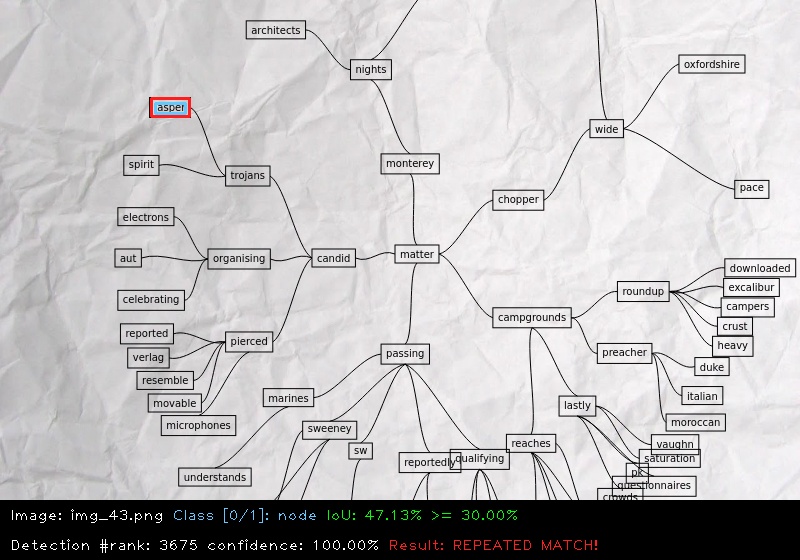 architects
nights
oxfordshire
asper
wide
spirit
monterey
trojans
pace
chopper
electrons
aut
organising
candid
matter
downloaded
roundup
excalibur
celebrating
campers
campgrounds
crust
reported
pierced
heavy
verlag
passing
preacher
duke
resemble
marines
italian
movable
lastly
microphones
moroccan
sweeney
reaches
vaughn
sw
saturation
reportedly
qualifying
understands
pk
questionnaires
crowds
Image: img_43.png Class [0/1]: node IoU: 47.13% >= 30.00%
Detection #rank: 3675 confidence: 100.00% Result: REPEATED MATCH!